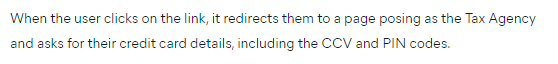 When the user clicks on the link, it redirects them to a page posing as the Tax Agency
and asks for their credit card details, including the CCV and PIN codes.